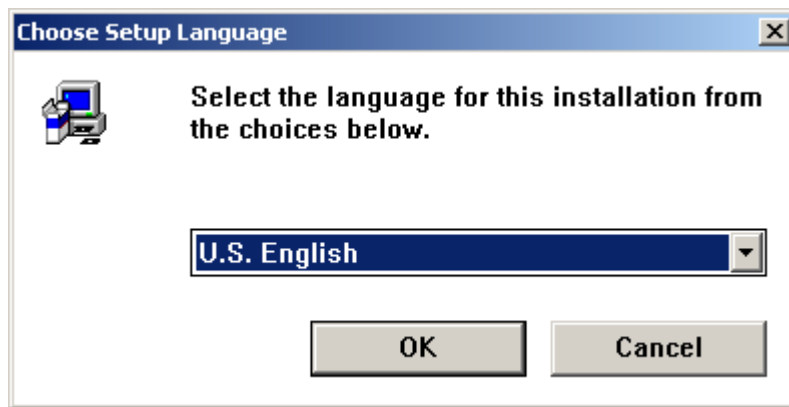 Choose Setup Language
Select the language for this installation from
the choices below.
U.S. English
OK
Cancel